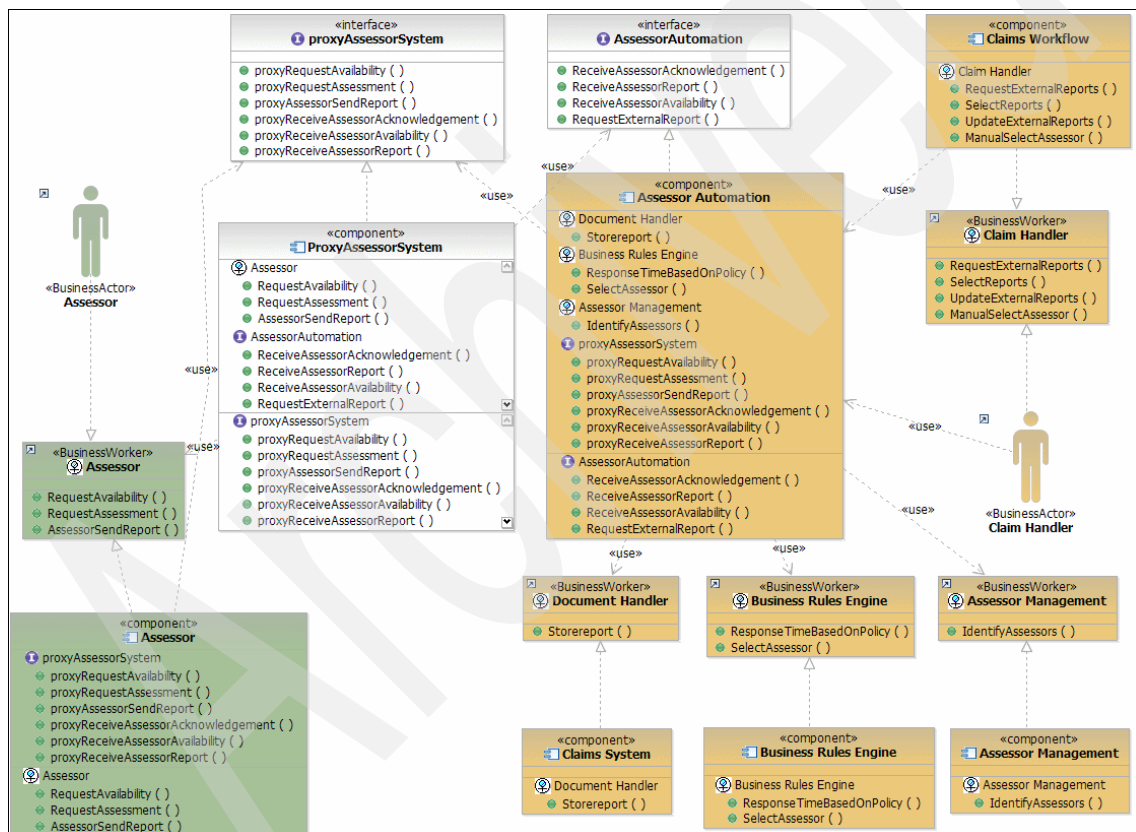 «interface»
proxyAssessorSystem
proxyRequestAvailability ( )
proxyRequestAssessment ( )
proxyAssessorSendReport ( )
proxyReceiveAssessorAcknowledgement ( )
proxyReceiveAssessorAvailability ( )
proxyReceiveAssessorReport ( )
«interface»
AssessorAutomation
ReceiveAssessorAcknowledgement ( )
ReceiveAssessorReport ( )
ReceiveAssessorAvailability ( )
RequestExternalReport ( )
«component»
Claims Workflow
Claim Handler
RequestExternalReports ( )
SelectReports ( )
UpdateExternalReports ( )
ManualSelectAssessor ( )
«use»
«use»
«use»
«BusinessActor»
Assessor
«component»
ProxyAssessorSystem
Assessor
RequestAvailability ( )
RequestAssessment ( )
AssessorSendReport ( )
AssessorAutomation
ReceiveAssessorAcknowledgement ( )
ReceiveAssessorReport ( )
ReceiveAssessorAvailability ( )
RequestExternalReport ( )
proxyAssessorSystem
proxyRequestAvailability ( )
proxyRequestAssessment ( )
proxyAssessorSendReport ( )
proxyReceiveAssessorAcknowledgement ( )
proxyReceiveAssessorAvailability ( )
proxyReceiveAssessorReport ( )
«component»
Assessor Automation
Document Handler
Storereport ( )
Business Rules Engine
ResponseTimeBasedOnPolicy ( )
SelectAssessor ( )
Assessor Management
IdentifyAssessors ( )
proxyAssessorSystem
proxyRequestAvailability ( )
proxyRequestAssessment ( )
proxyAssessorSendReport ( )
proxyReceiveAssessorAcknowledgement ( )
proxyReceiveAssessorAvailability ( )
proxyReceiveAssessorReport ( )
AssessorAutomation
ReceiveAssessorAcknowledgement ( )
ReceiveAssessorReport ( )
ReceiveAssessorAvailability ( )
RequestExternalReport ( )
«BusinessWorker»
Claim Handler
RequestExternalReports ( )
SelectReports ( )
UpdateExternalReports ( )
ManualSelectAssessor ( )
«use»
«use»
«use»
«BusinessActor»
Claim Handler
«BusinessWorker»
Assessor
RequestAvailability ( )
RequestAssessment ( )
AssessorSendReport ( )
«use»
«use»
«use»
«BusinessWorker»
Document Handler
Storereport ( )
«BusinessWorker»
Business Rules Engine
ResponseTimeBasedOnPolicy ( )
SelectAssessor ( )
«BusinessWorker»
Assessor Management
IdentifyAssessors ( )
«component»
Assessor
proxyAssessorSystem
proxyRequestAvailability ( )
proxyRequestAssessment ( )
proxyAssessorSendReport ( )
proxyReceiveAssessorAcknowledgement ( )
proxyReceiveAssessorAvailability ( )
proxyReceiveAssessorReport ( )
Assessor
RequestAvailability ( )
RequestAssessment ( )
AssessorSendReport ( )
«component»
Claims System
Document Handler
Storereport ( )
«component»
Business Rules Engine
Business Rules Engine
ResponseTimeBasedOnPolicy ( )
SelectAssessor ( )
«component»
Assessor Management
Assessor Management
IdentifyAssessors ( )